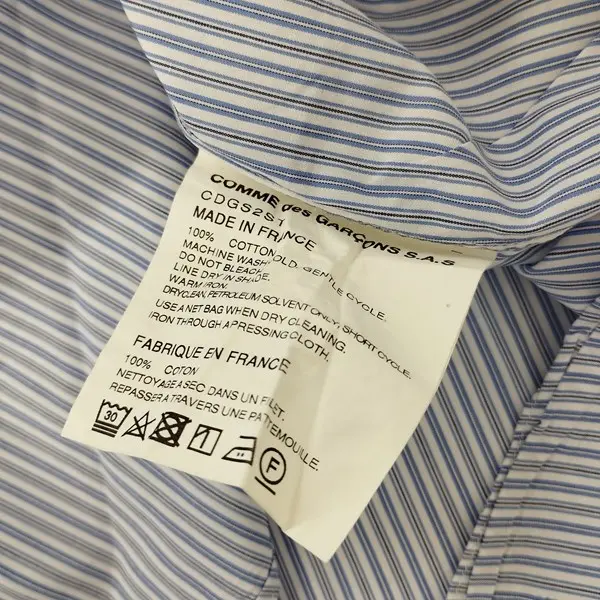 COMME des GARÇONS S.A.S
CDGS2S1
MADE IN FRANCE
100% COTTON
MACHINE WASH COLD, GENTLE CYCLE.
DO NOT BLEACH.
LINE DRY IN SHADE.
WARM IRON.
DRYCLEAN, PETROLEUM SOLVENT ONLY, SHORT CYCLE.
USE A NET BAG WHEN DRY CLEANING.
IRON THROUGH A PRESSING CLOTH.
FABRIQUE EN FRANCE
100% COTON
NETTOYAGE A SEC DANS UN FILET.
REPASSER A TRAVERS UNE PATTEMOUILLE.
30 F